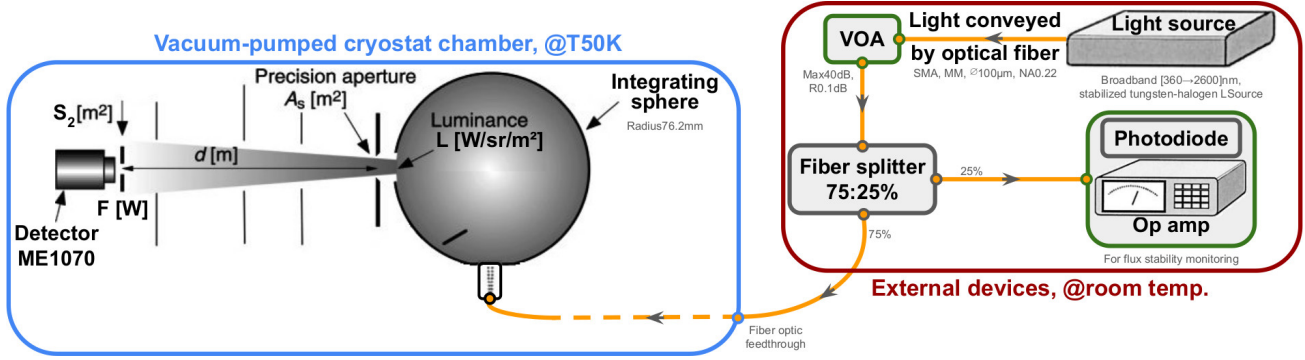 Vacuum-pumped cryostat chamber, @T50K
Precision aperture
Aₛ [m²]
S₂[m²]
d [m]
Luminance
L [W/sr/m²]
Integrating
sphere
Radius76.2mm
F [W]
Detector
ME1070
VOA
Max40dB,
R0.1dB
Light conveyed
by optical fiber
SMA, MM, ∅100µm, NA0.22
Light source
Broadband [360→2600]nm,
stabilized tungsten-halogen LSource
Fiber splitter
75:25%
25%
75%
Photodiode
Op amp
For flux stability monitoring
External devices, @room temp.
Fiber optic
feedthrough